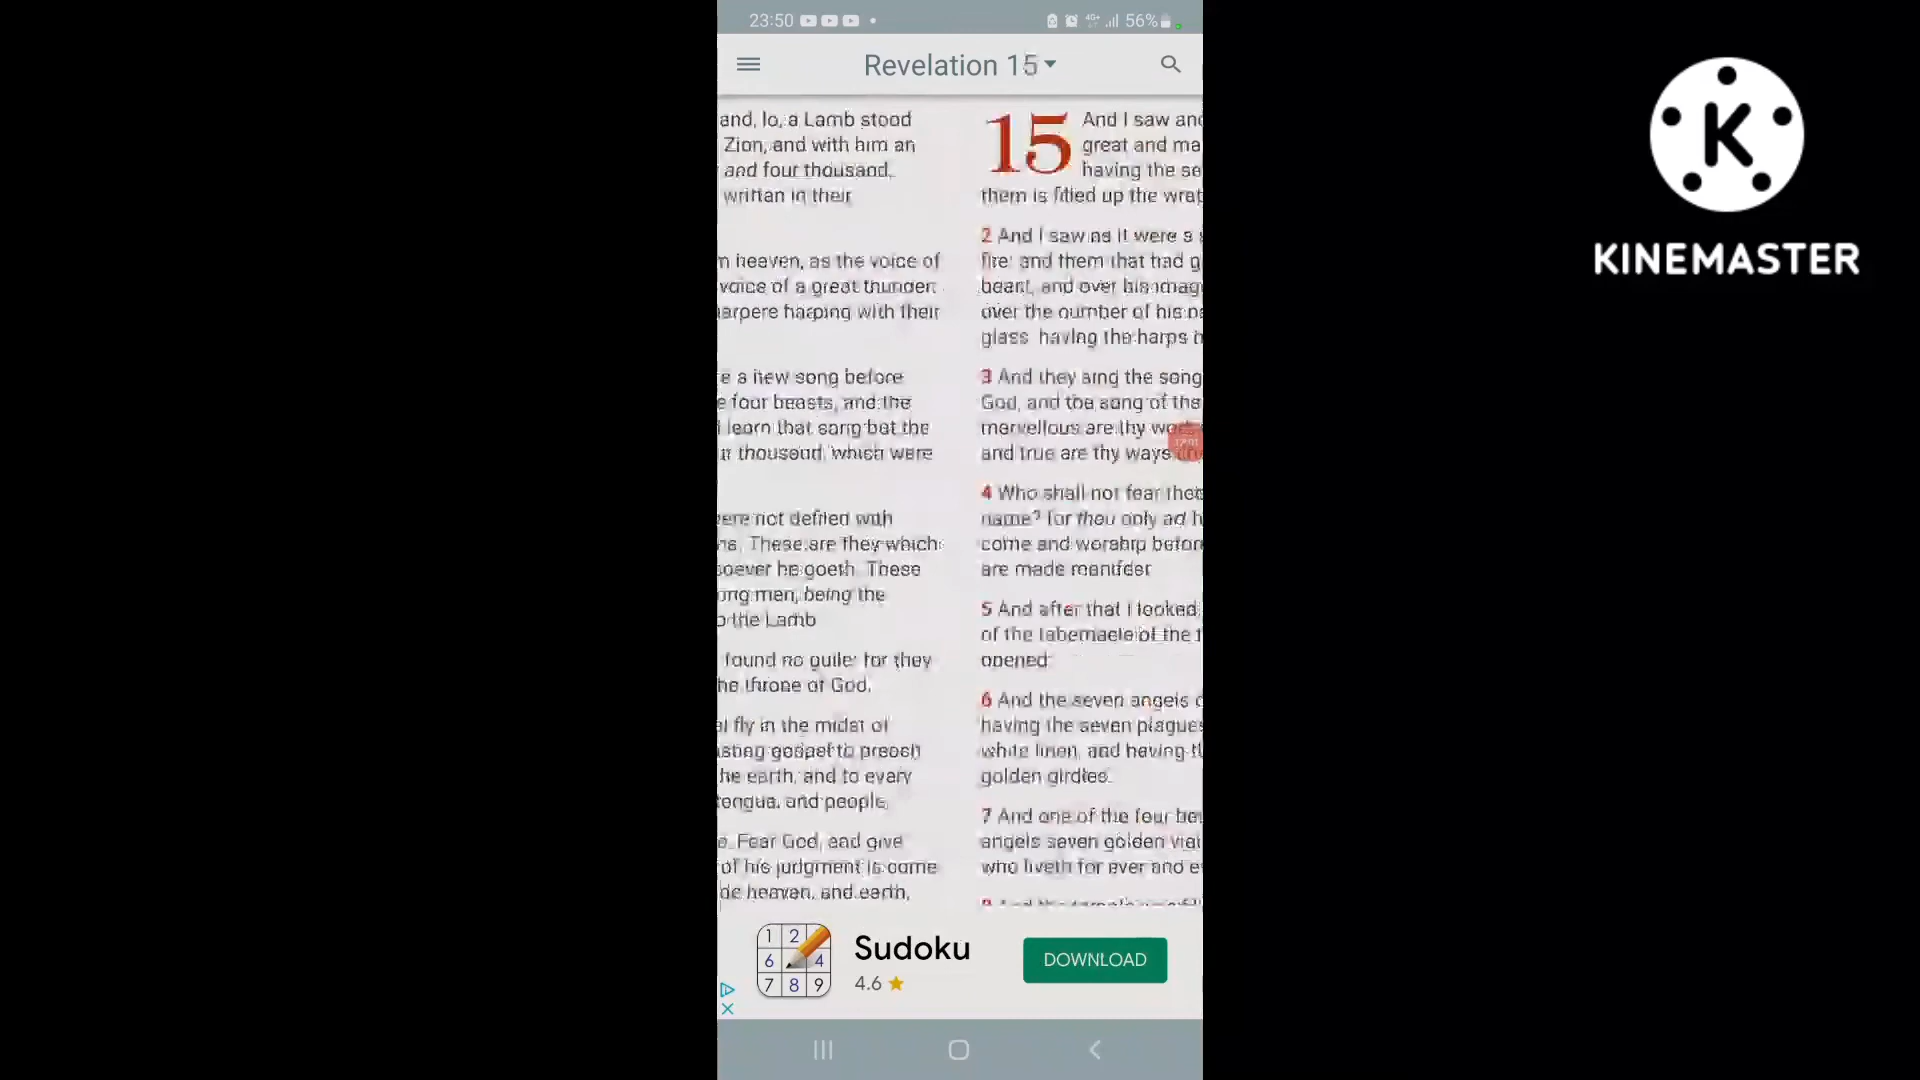 23:50
4G+
56%
Revelation 15
and, lo, a Lamb stood
Zion, and with him an
and four thousand,
written in their
n heaven, as the voice of
voice of a great thunder:
harping with their
e a new song before
e four beasts, and the
learn that song but the
thousand, which were
ere not defiled with
These are they which
soever he goeth. These
ong men, being the
the Lamb
found no guile: for they
he throne of God.
fly in the midst of
gospel to preach
he earth, and to every
tongue, and people,
Fear God, and give
of his judgment is come
heaven, and earth,
15
And I saw an
great and ma
having the se
them is filled up the wrat
2 And I saw as it were a
fire: and them that had g
beast, and over his imag
over the number of his n
glass, having the harps
3 And they sing the song
God, and the song of the
marvellous are thy
and true are thy ways
4 Who shall not fear thee
name? for thou only art h
come and worship before
are made manifest
5 And after that I looked,
of the tabernacle of the t
opened:
6 And the seven angels c
having the seven plagues
white linen, and having t
golden girdles.
7 And one of the four bea
angels seven golden vial
who liveth for ever and e
Sudoku
4.6
DOWNLOAD
1 2
6 4
7 8 9
K
KINEMASTER